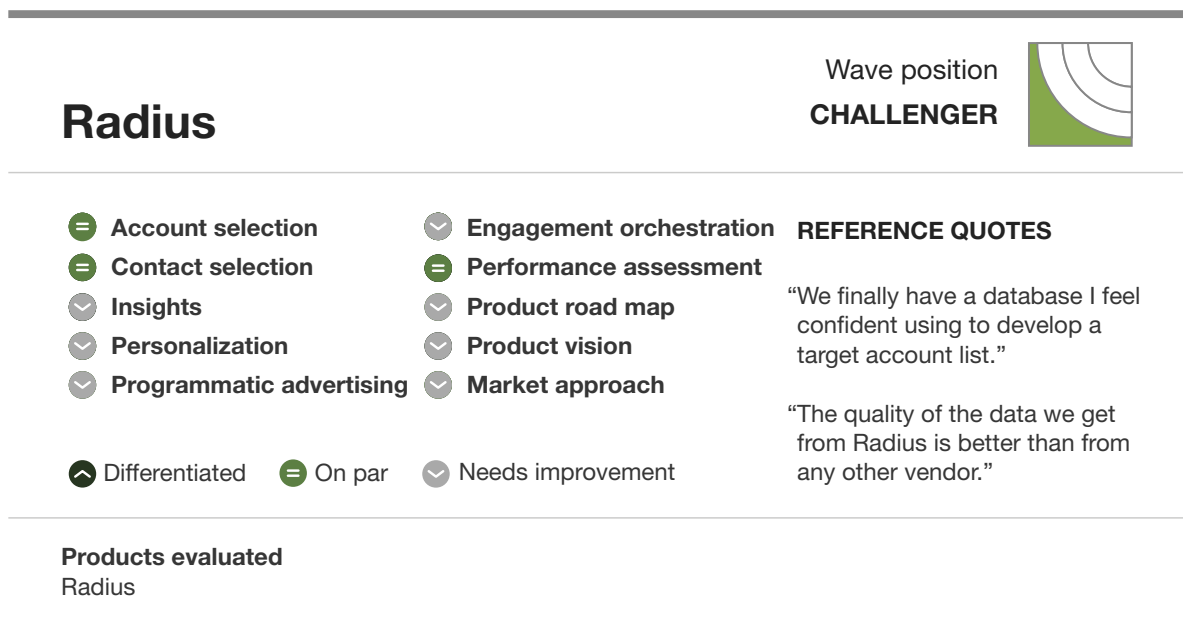 Radius
Wave position
CHALLENGER
Account selection
Contact selection
Insights
Personalization
Programmatic advertising
Engagement orchestration
Performance assessment
Product road map
Product vision
Market approach
Differentiated
On par
Needs improvement
REFERENCE QUOTES
“We finally have a database I feel
confident using to develop a
target account list.”
“The quality of the data we get
from Radius is better than from
any other vendor.”
Products evaluated
Radius